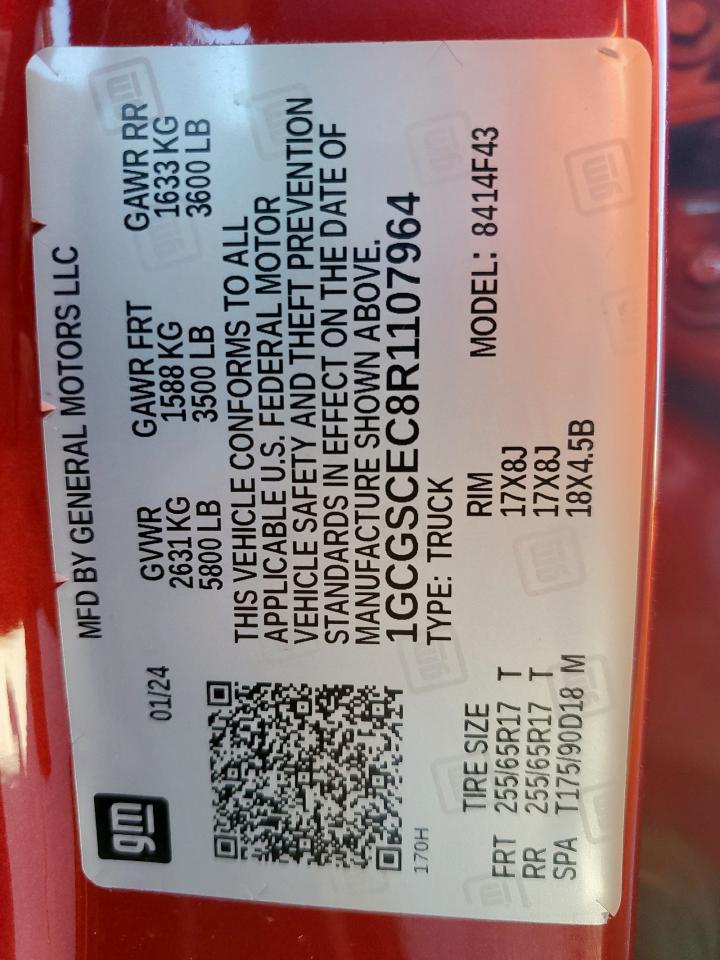 gm
MFD BY GENERAL MOTORS LLC
01/24
GVWR GAWR FRT GAWR RR
2631 KG 1588 KG 1633 KG
5800 LB 3500 LB 3600 LB
THIS VEHICLE CONFORMS TO ALL
APPLICABLE U.S. FEDERAL MOTOR
VEHICLE SAFETY AND THEFT PREVENTION
STANDARDS IN EFFECT ON THE DATE OF
MANUFACTURE SHOWN ABOVE.
1GCGSCEC8R1107964
170H
TYPE: TRUCK
TIRE SIZE RIM MODEL: 8414F43
FRT 255/65R17 T 17X8J
RR 255/65R17 T 17X8J
SPA T175/90D18 M 18X4.5B